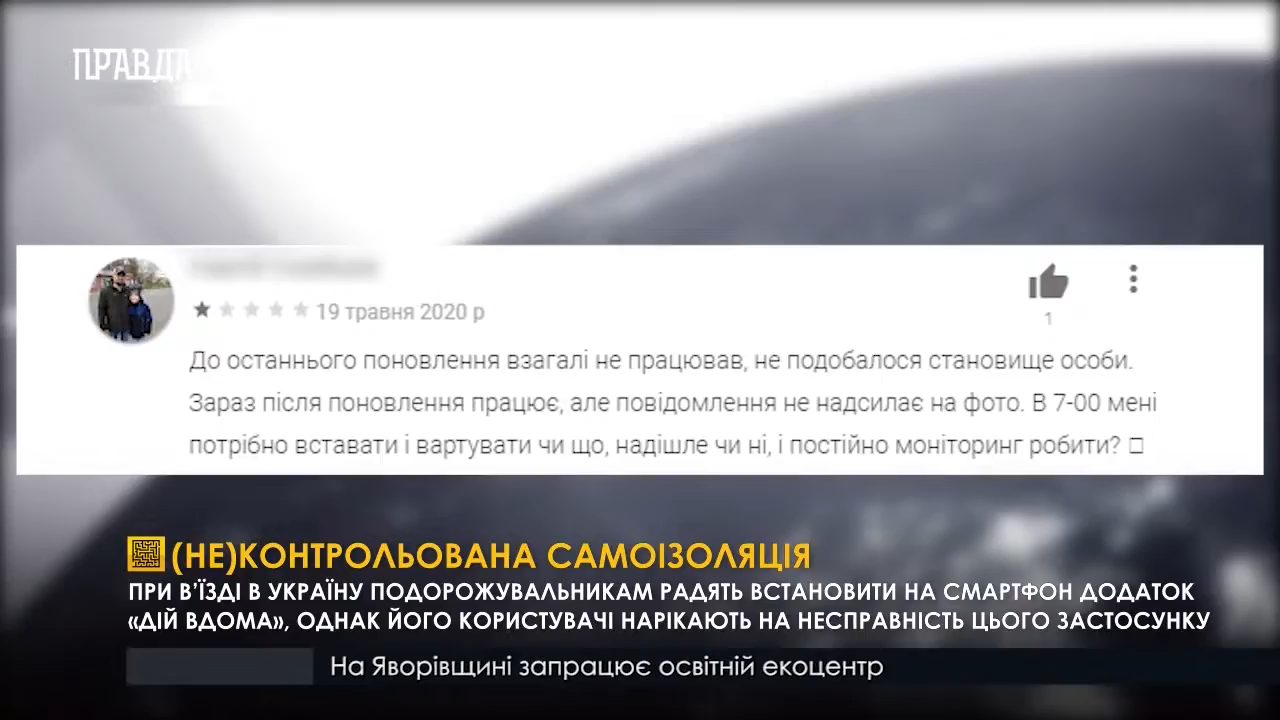 ПРАВДА
19 травня 2020 р
1
До останнього поновлення взагалі не працював, не подобалося становище особи.
Зараз після поновлення працює, але повідомлення не надсилає на фото. В 7-00 мені
потрібно вставати і вартувати чи що, надішле чи ні, і постійно моніторинг робити?
(НЕ)КОНТРОЛЬОВАНА САМОІЗОЛЯЦІЯ
ПРИ В'ЇЗДІ В УКРАЇНУ ПОДОРОЖУВАЛЬНИКАМ РАДЯТЬ ВСТАНОВИТИ НА СМАРТФОН ДОДАТОК
«ДІЙ ВДОМА», ОДНАК ЙОГО КОРИСТУВАЧІ НАРІКАЮТЬ НА НЕСПРАВНІСТЬ ЦЬОГО ЗАСТОСУНКУ
На Яворівщині запрацює освітній екоцентр